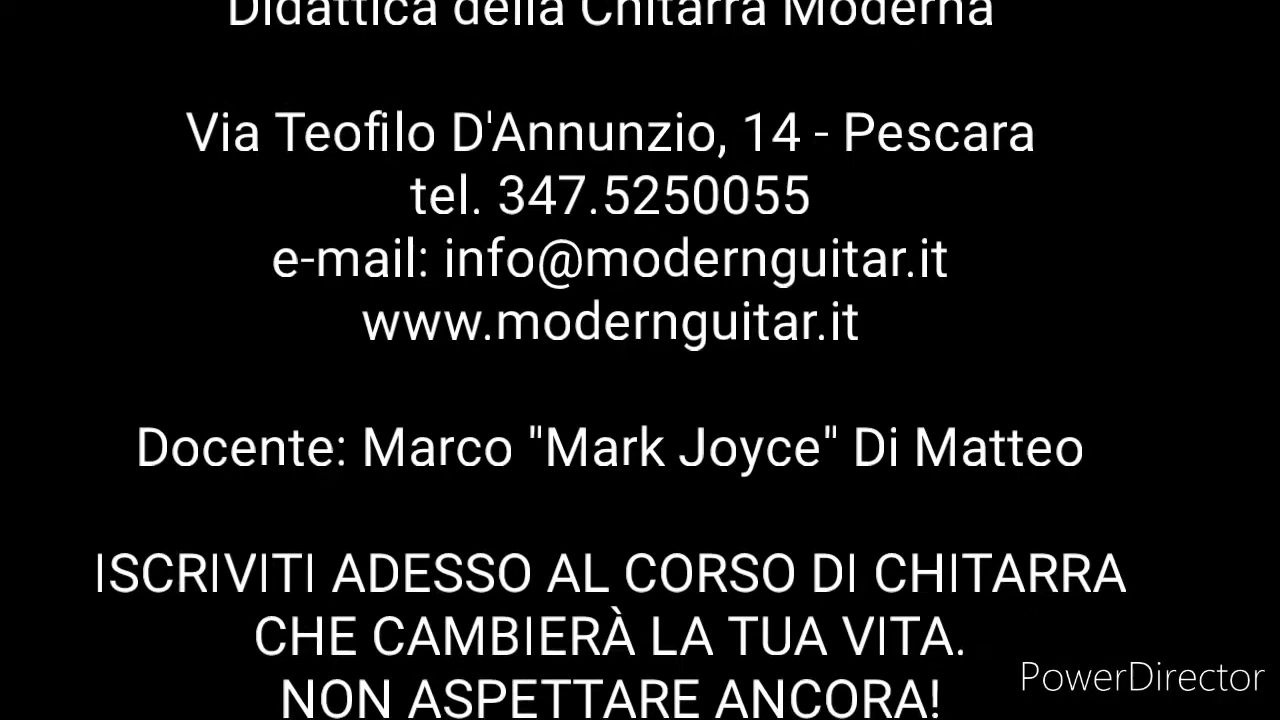 Didattica della Chitarra Moderna
Via Teofilo D'Annunzio, 14 - Pescara
tel. 347.5250055
e-mail: info@modernguitar.it
www.modernguitar.it
Docente: Marco "Mark Joyce" Di Matteo
ISCRIVITI ADESSO AL CORSO DI CHITARRA
CHE CAMBIERÀ LA TUA VITA.
NON ASPETTARE ANCORA!
PowerDirector